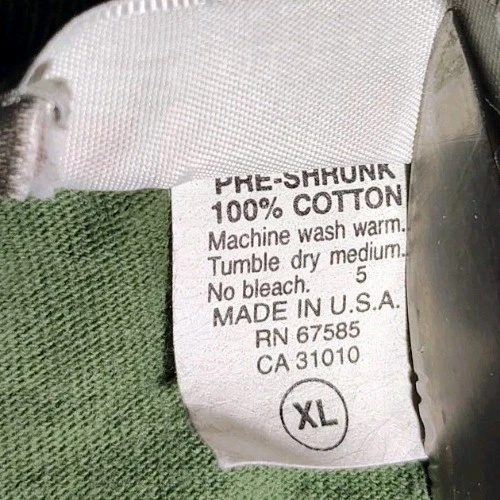 PRE-SHRUNK
100% COTTON
Machine wash warm.
Tumble dry medium.
No bleach. 5
MADE IN U.S.A.
RN 67585
CA 31010
XL